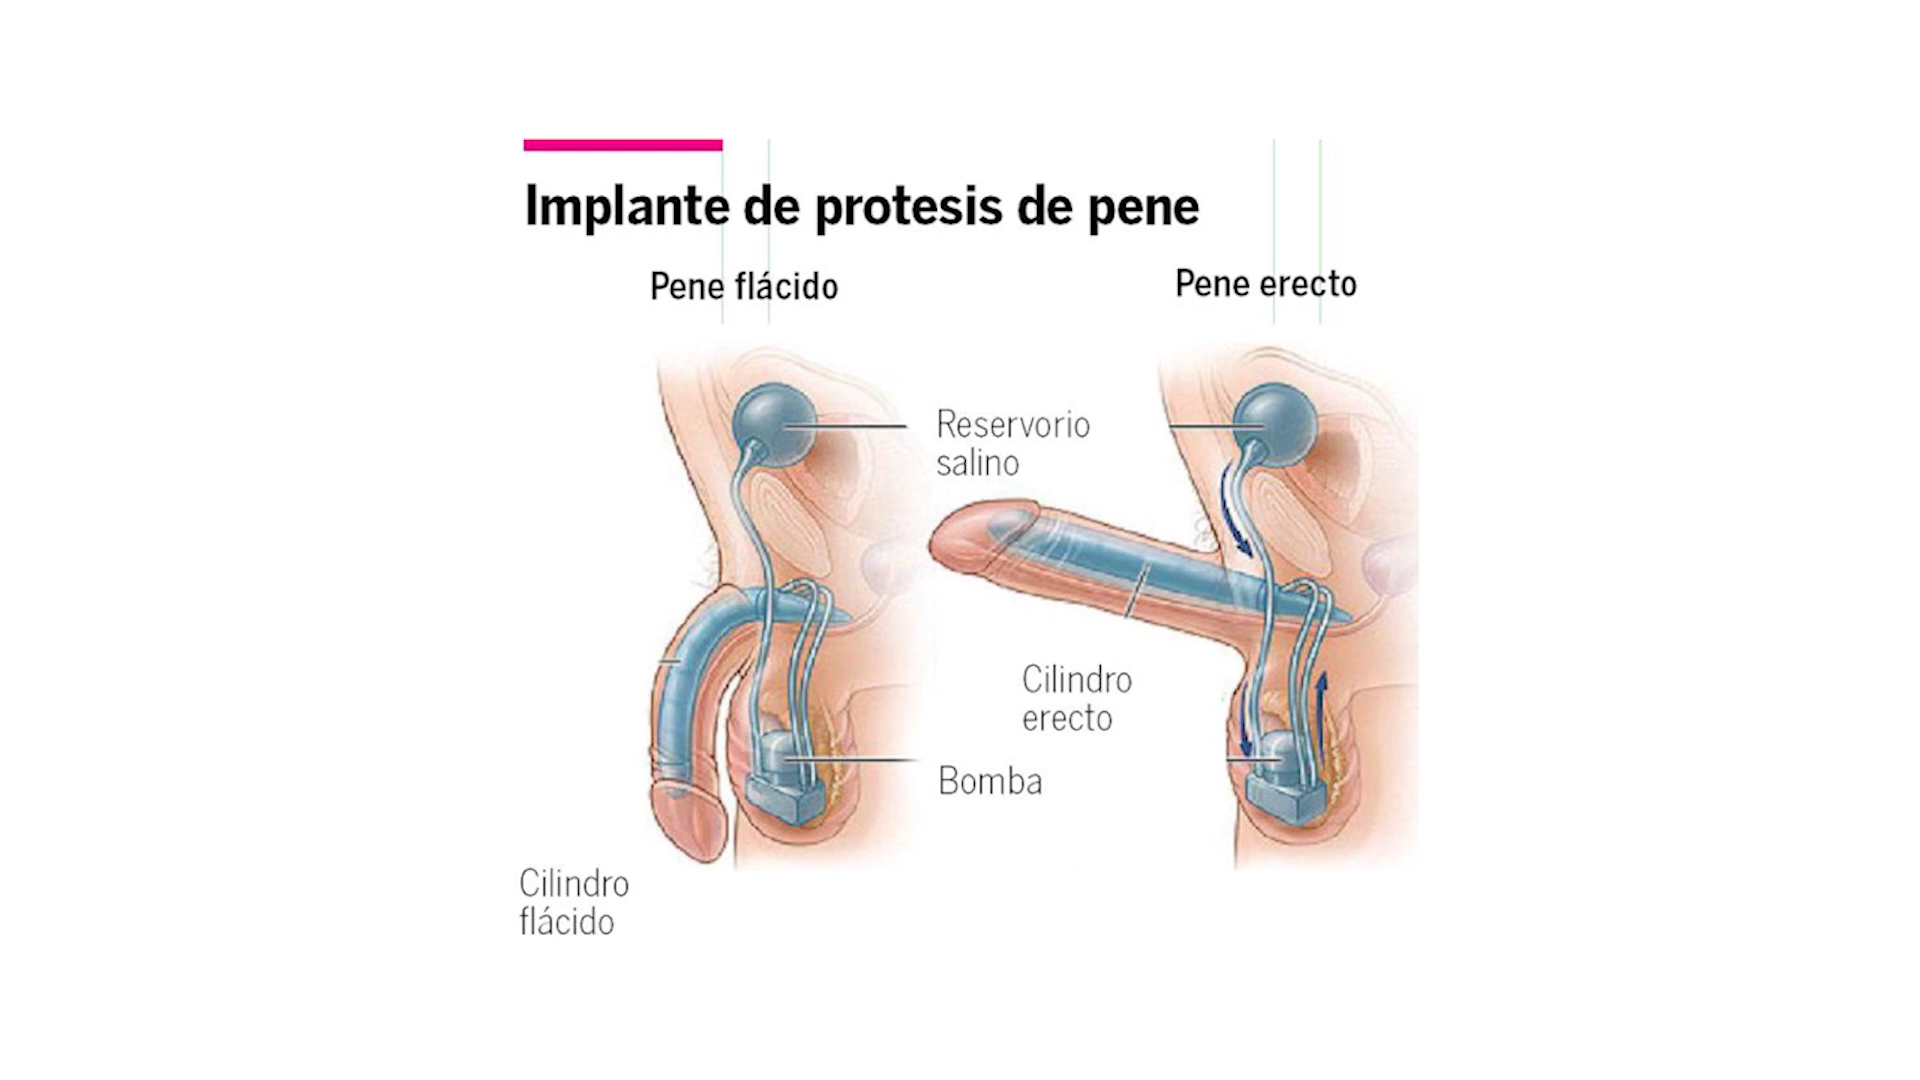 Implante de protesis de pene
Pene flácido
Pene erecto
Reservorio
salino
Cilindro
erecto
Bomba
Cilindro
flácido